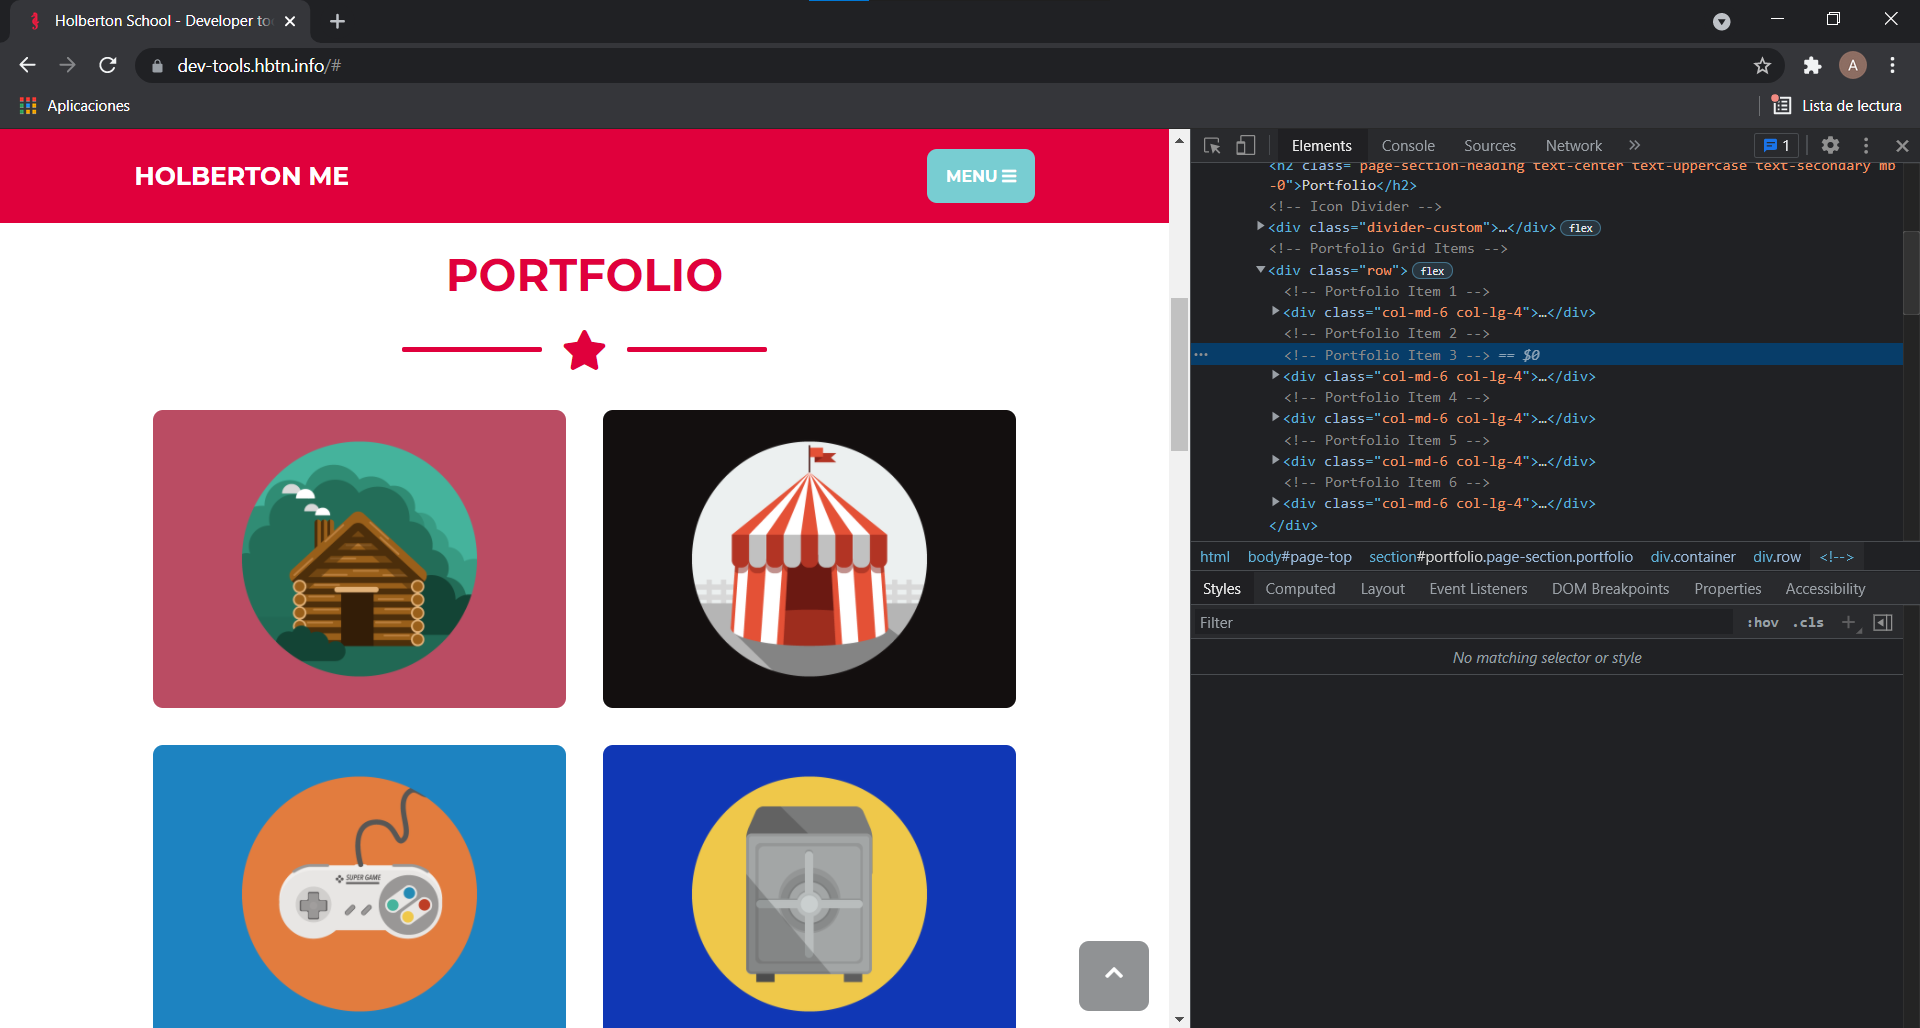 Holberton School - Developer to
dev-tools.hbtn.info/#
A
Aplicaciones
Lista de lectura
HOLBERTON ME
MENU
PORTFOLIO
SUPER GAME
Elements
Console
Sources
Network
1
<h2 class="page-section-heading text-center text-uppercase text-secondary mb
-0">Portfolio</h2>
<!-- Icon Divider -->
<div class="divider-custom">…</div> flex
<!-- Portfolio Grid Items -->
<div class="row"> flex
<!-- Portfolio Item 1 -->
<div class="col-md-6 col-lg-4">…</div>
<!-- Portfolio Item 2 -->
<!-- Portfolio Item 3 --> == $0
<div class="col-md-6 col-lg-4">…</div>
<!-- Portfolio Item 4 -->
<div class="col-md-6 col-lg-4">…</div>
<!-- Portfolio Item 5 -->
<div class="col-md-6 col-lg-4">…</div>
<!-- Portfolio Item 6 -->
<div class="col-md-6 col-lg-4">…</div>
</div>
html body#page-top section#portfolio.page-section.portfolio div.container div.row <!-->
Styles Computed Layout Event Listeners DOM Breakpoints Properties Accessibility
Filter
:hov .cls
No matching selector or style